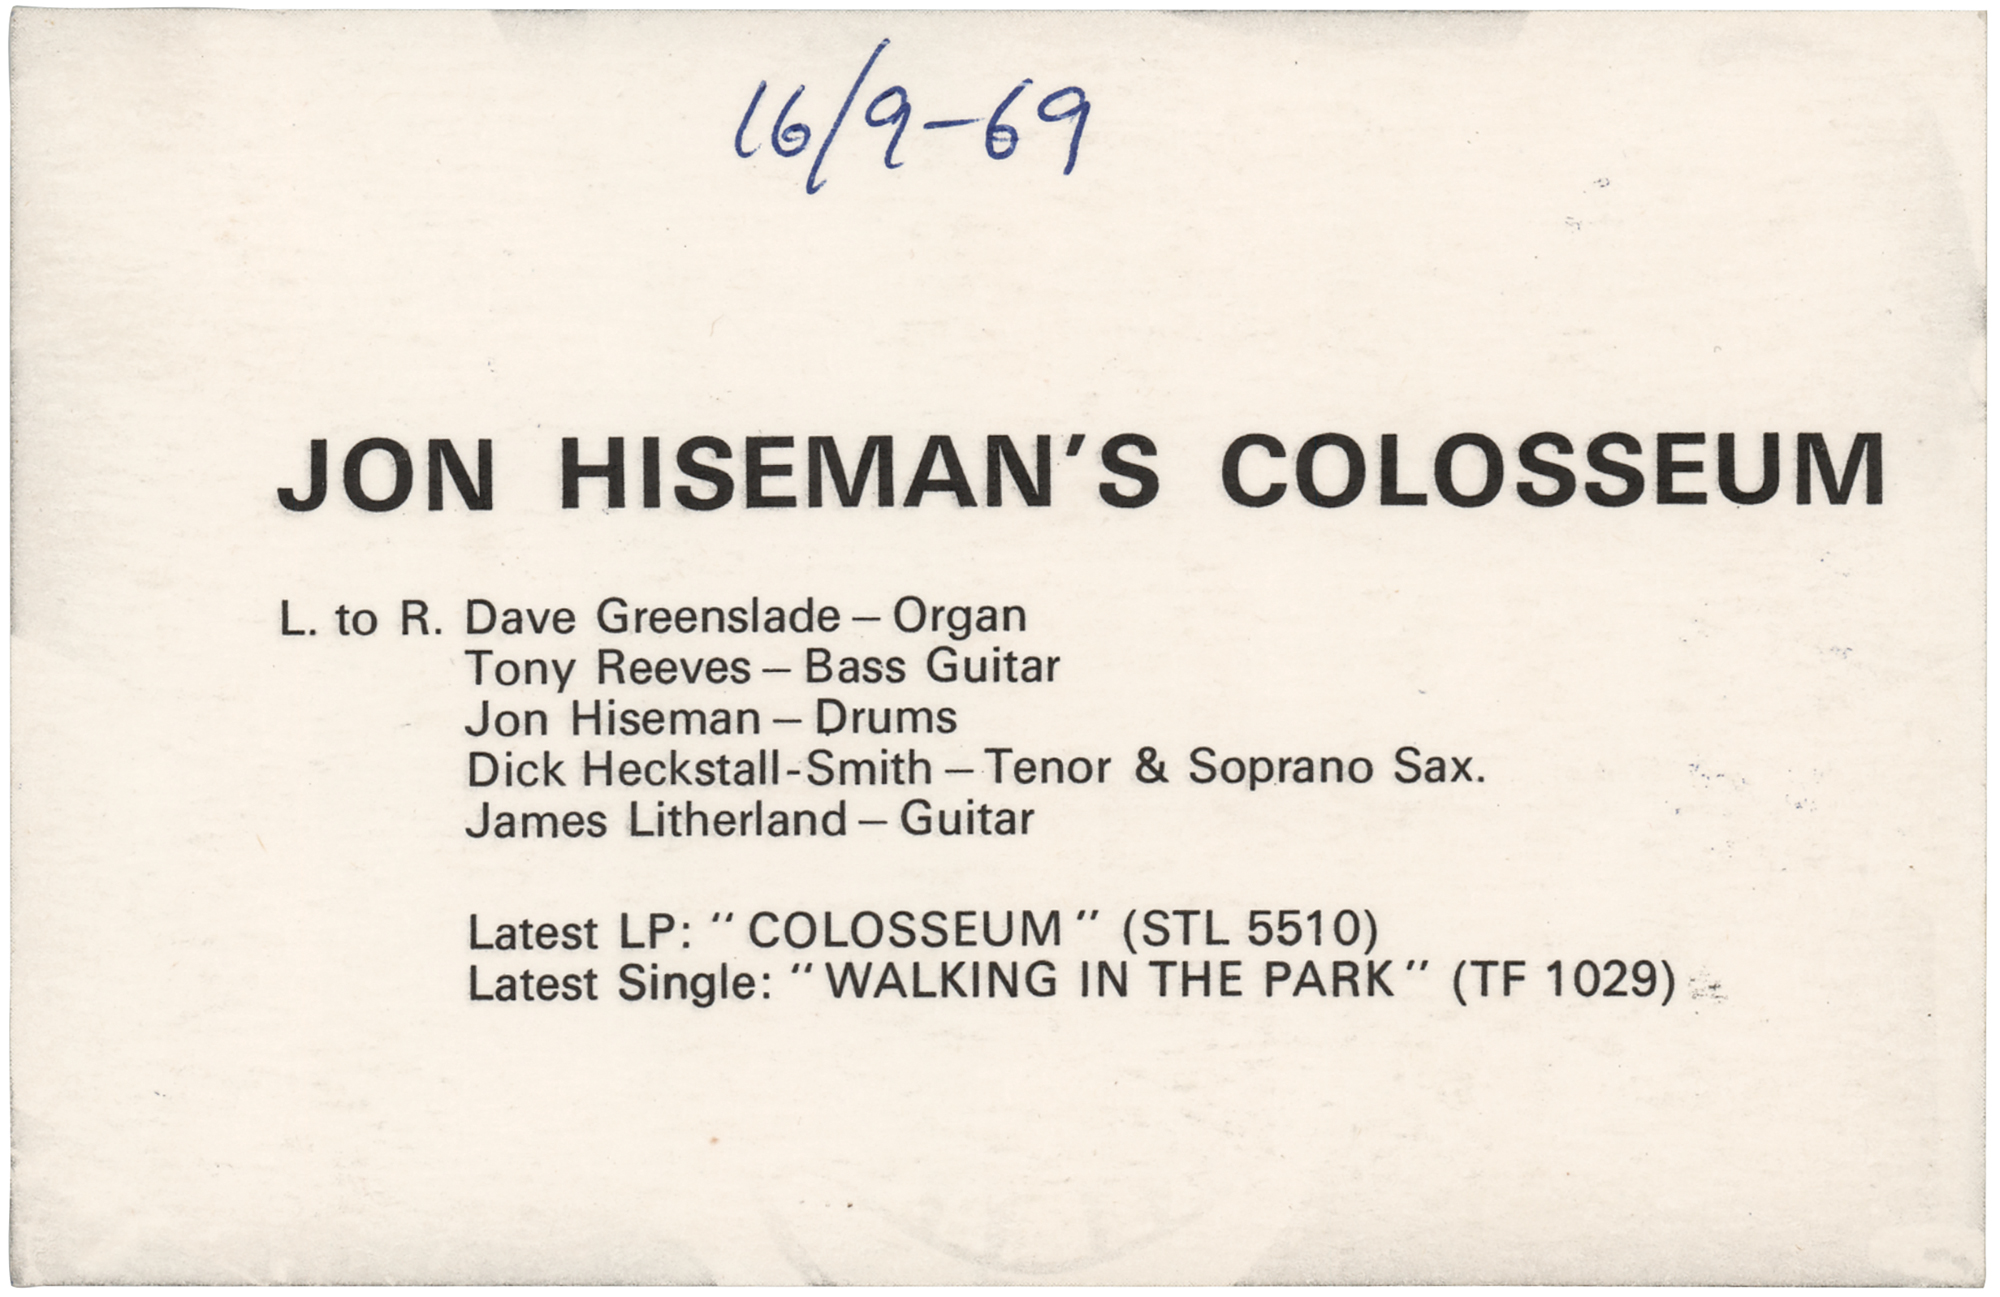 16/9-69
JON HISEMAN’S COLOSSEUM
L. to R. Dave Greenslade – Organ
Tony Reeves – Bass Guitar
Jon Hiseman – Drums
Dick Heckstall-Smith – Tenor & Soprano Sax.
James Litherland – Guitar
Latest LP: “COLOSSEUM” (STL 5510)
Latest Single: “WALKING IN THE PARK” (TF 1029)